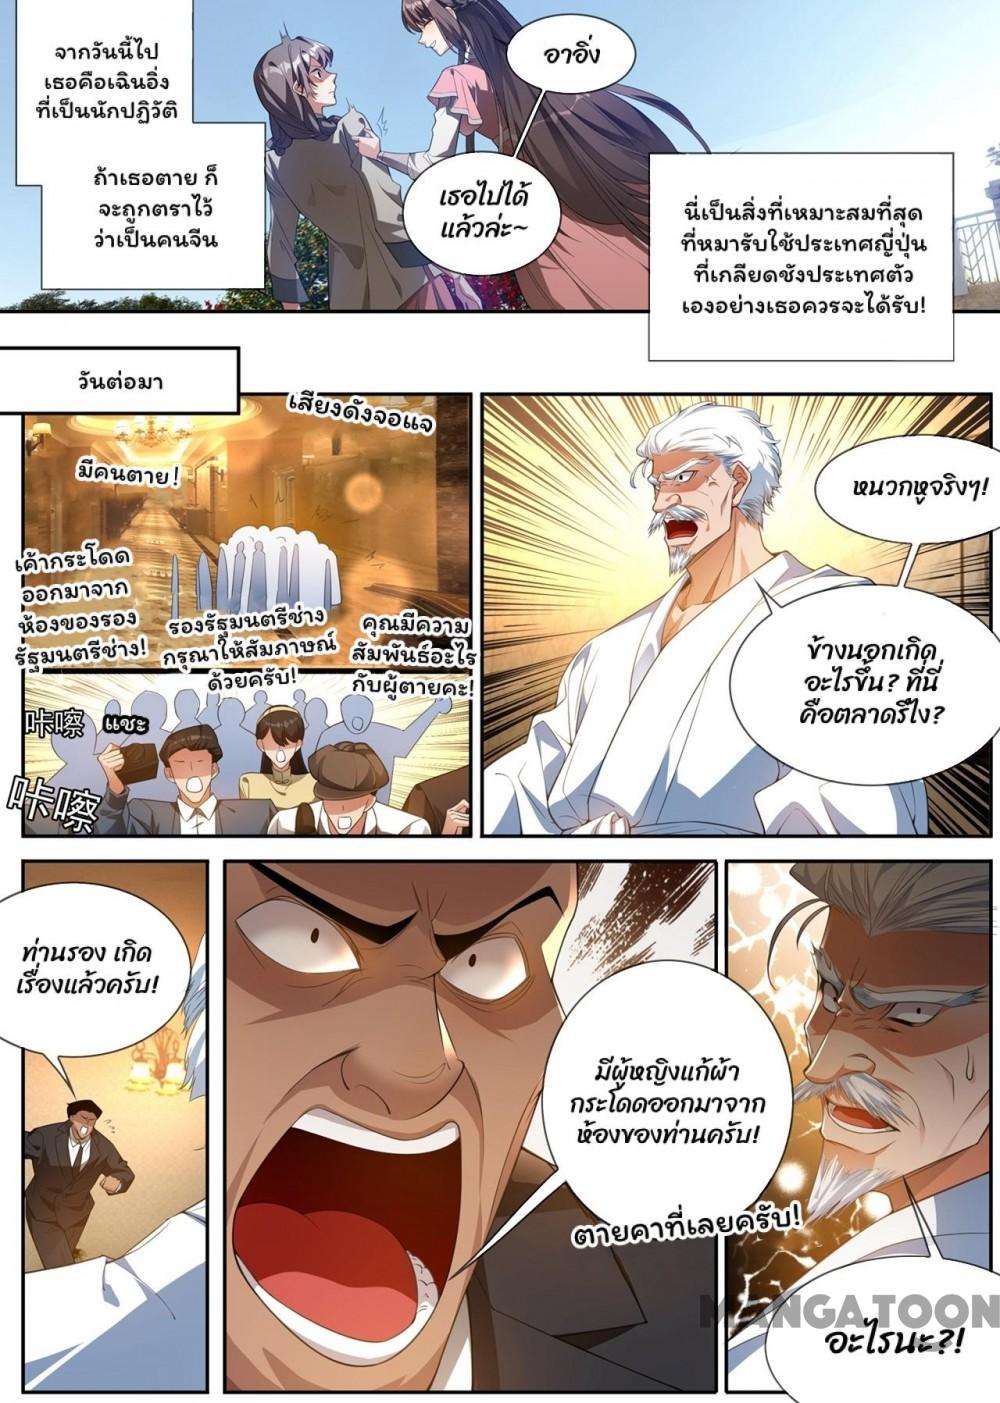 จากวันนี้ไป
เธอคือเฉินอิ่ง
ที่เป็นนักปฏิวัติ
ถ้าเธอตาย ก็
จะถูกตราไว้
ว่าเป็นคนจีน
อาอิ่ง
เธอไปได้
แล้วล่ะ~
นี่เป็นสิ่งที่เหมาะสมที่สุด
ที่หมารับใช้ประเทศญี่ปุ่น
ที่เกลียดชังประเทศตัว
เองอย่างเธอควรจะได้รับ!
วันต่อมา
เสียงดังจอแจ
มีคนตาย!
เค้ากระโดด
ออกมาจาก
ห้องของรอง
รัฐมนตรีช่าง!
รองรัฐมนตรีช่าง
กรุณาให้สัมภาษณ์
ด้วยครับ!
คุณมีความ
สัมพันธ์อะไร
กับผู้ตายคะ!
咔嚓
แชะ
咔嚓
หนวกหูจริงๆ!
ข้างนอกเกิด
อะไรขึ้น? ที่นี่
คือตลาดรึไง?
ท่านรอง เกิด
เรื่องแล้วครับ!
มีผู้หญิงแก้ผ้า
กระโดดออกมาจาก
ห้องของท่านครับ!
ตายคาที่เลยครับ!
อะไรนะ?!
MANGATOON